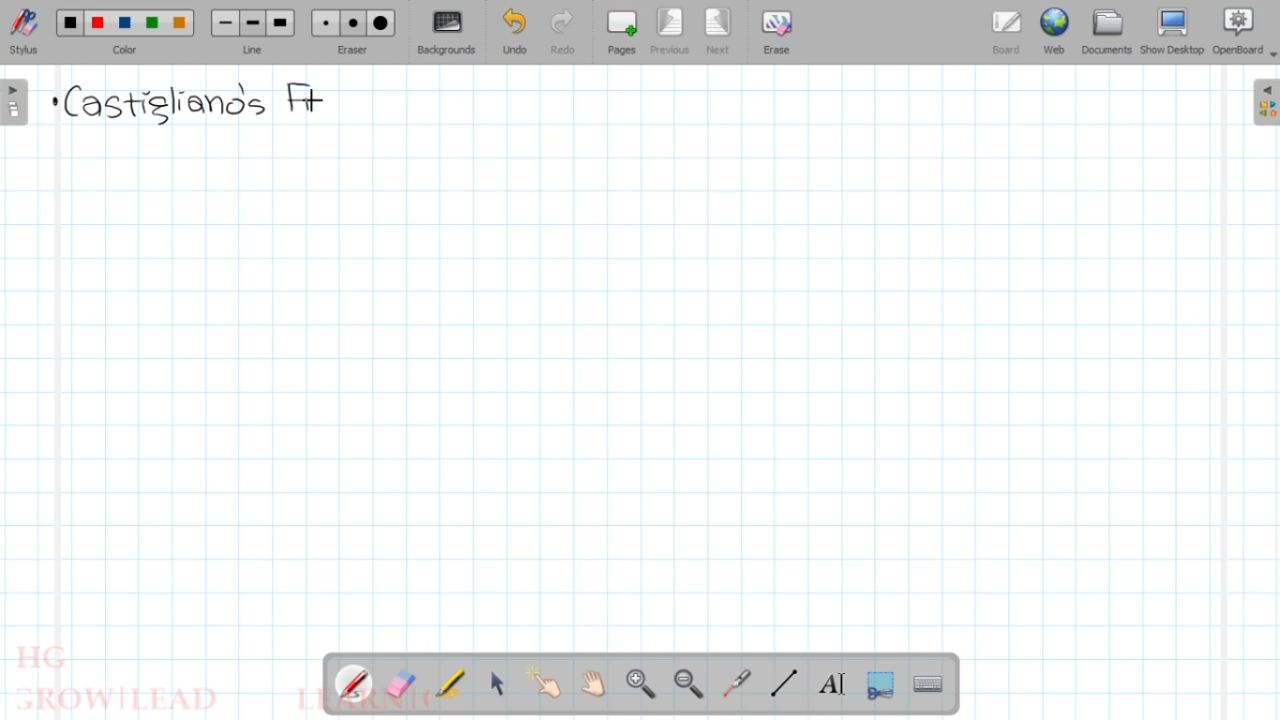 Stylus Color Line Eraser Backgrounds Undo Redo Pages Previous Next Erase Board Web Documents Show Desktop OpenBoard
•Castigliano's F
HG
GROW|LEAD LEARN
A